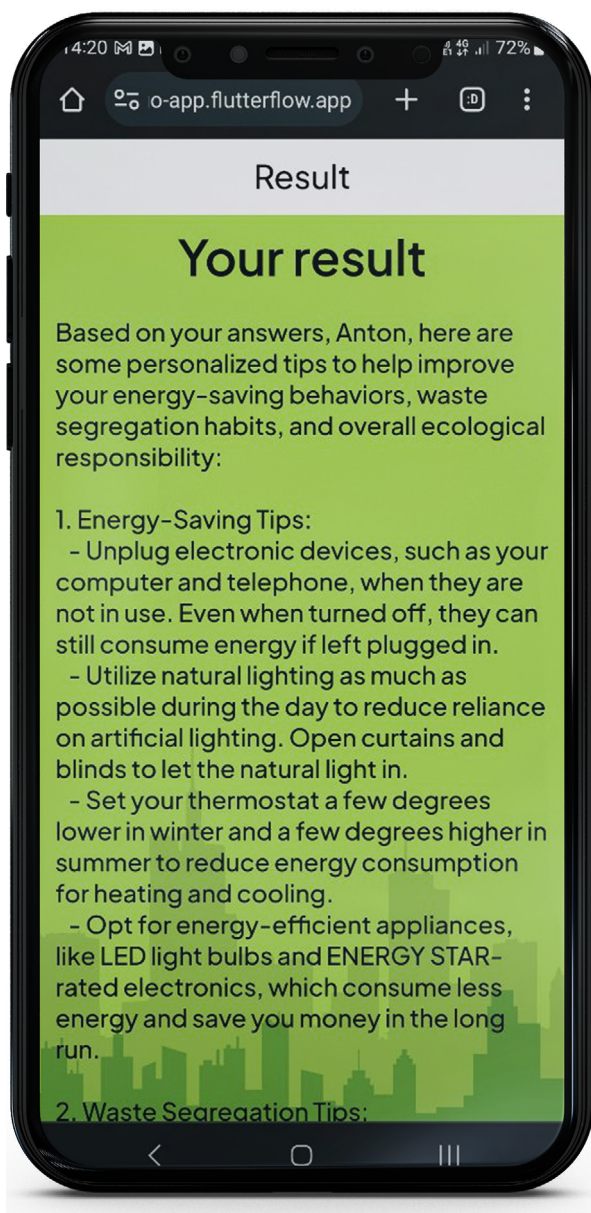 14:20
4G
72%
o-app.flutterflow.app
:D
Result
Your result
Based on your answers, Anton, here are
some personalized tips to help improve
your energy-saving behaviors, waste
segregation habits, and overall ecological
responsibility:
1. Energy-Saving Tips:
- Unplug electronic devices, such as your
computer and telephone, when they are
not in use. Even when turned off, they can
still consume energy if left plugged in.
- Utilize natural lighting as much as
possible during the day to reduce reliance
on artificial lighting. Open curtains and
blinds to let the natural light in.
- Set your thermostat a few degrees
lower in winter and a few degrees higher in
summer to reduce energy consumption
for heating and cooling.
- Opt for energy-efficient appliances,
like LED light bulbs and ENERGY STAR-
rated electronics, which consume less
energy and save you money in the long
run.
2. Waste Segregation Tips: